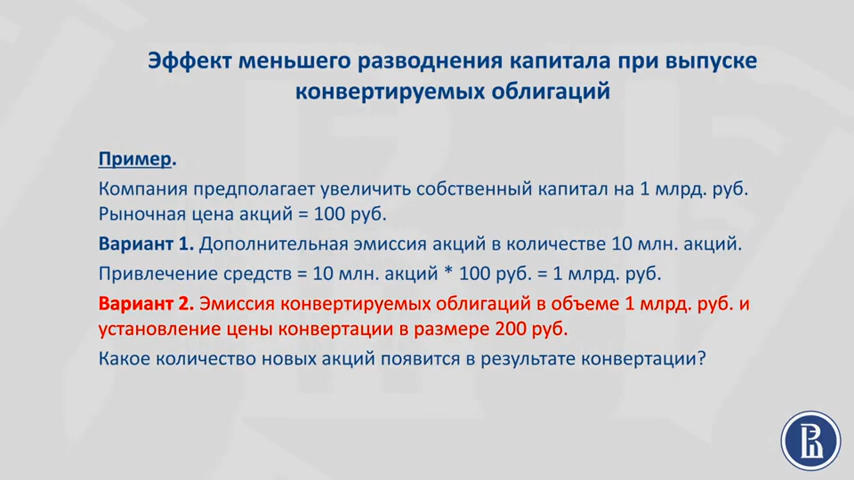 Эффект меньшего разводнения капитала при выпуске
конвертируемых облигаций
Пример.
Компания предполагает увеличить собственный капитал на 1 млрд. руб.
Рыночная цена акций = 100 руб.
Вариант 1. Дополнительная эмиссия акций в количестве 10 млн. акций.
Привлечение средств = 10 млн. акций * 100 руб. = 1 млрд. руб.
Вариант 2. Эмиссия конвертируемых облигаций в объеме 1 млрд. руб. и
установление цены конвертации в размере 200 руб.
Какое количество новых акций появится в результате конвертации?